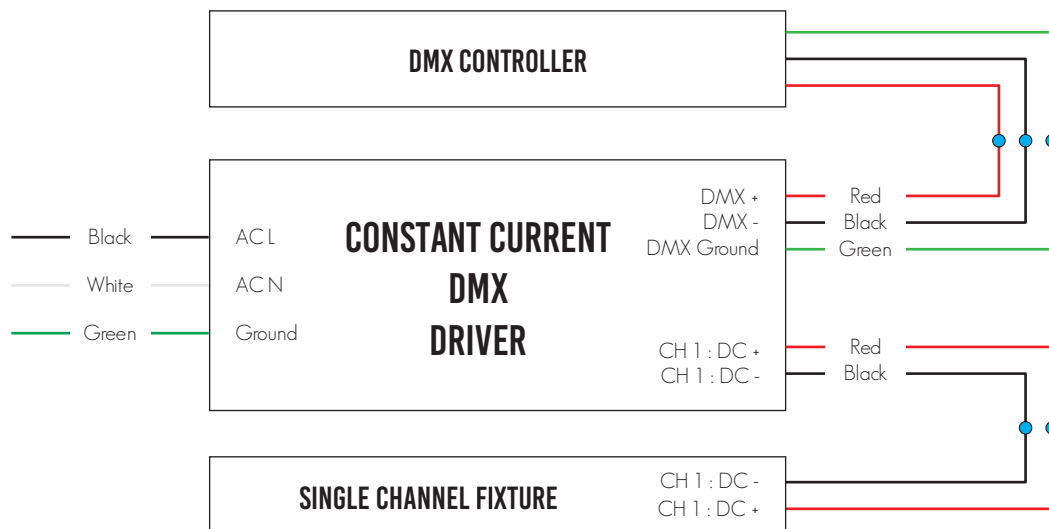 DMX CONTROLLER
DMX +
Red
DMX -
Black
DMX Ground
Green
Black
AC L
White
AC N
Green
Ground
CONSTANT CURRENT
DMX
DRIVER
CH 1 : DC +
Red
CH 1 : DC -
Black
SINGLE CHANNEL FIXTURE
CH 1 : DC -
CH 1 : DC +